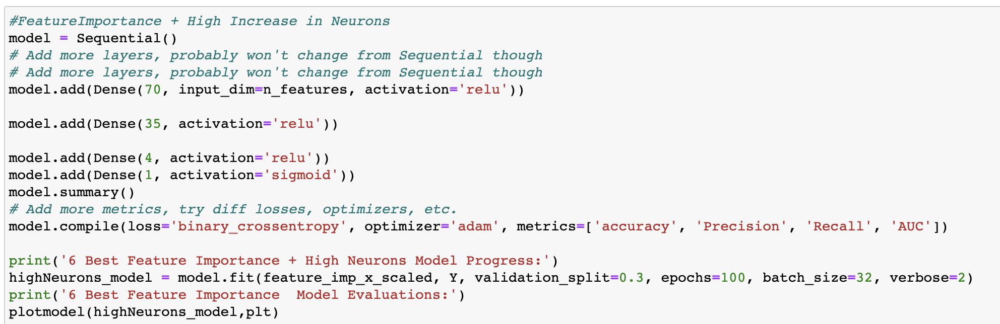 #FeatureImportance + High Increase in Neurons
model = Sequential()
# Add more layers, probably won't change from Sequential though
# Add more layers, probably won't change from Sequential though
model.add(Dense(70, input_dim=n_features, activation='relu'))
model.add(Dense(35, activation='relu'))
model.add(Dense(4, activation='relu'))
model.add(Dense(1, activation='sigmoid'))
model.summary()
# Add more metrics, try diff losses, optimizers, etc.
model.compile(loss='binary_crossentropy', optimizer='adam', metrics=['accuracy', 'Precision', 'Recall', 'AUC'])
print('6 Best Feature Importance + High Neurons Model Progress:')
highNeurons_model = model.fit(feature_imp_x_scaled, Y, validation_split=0.3, epochs=100, batch_size=32, verbose=2)
print('6 Best Feature Importance  Model Evaluations:')
plotmodel(highNeurons_model,plt)